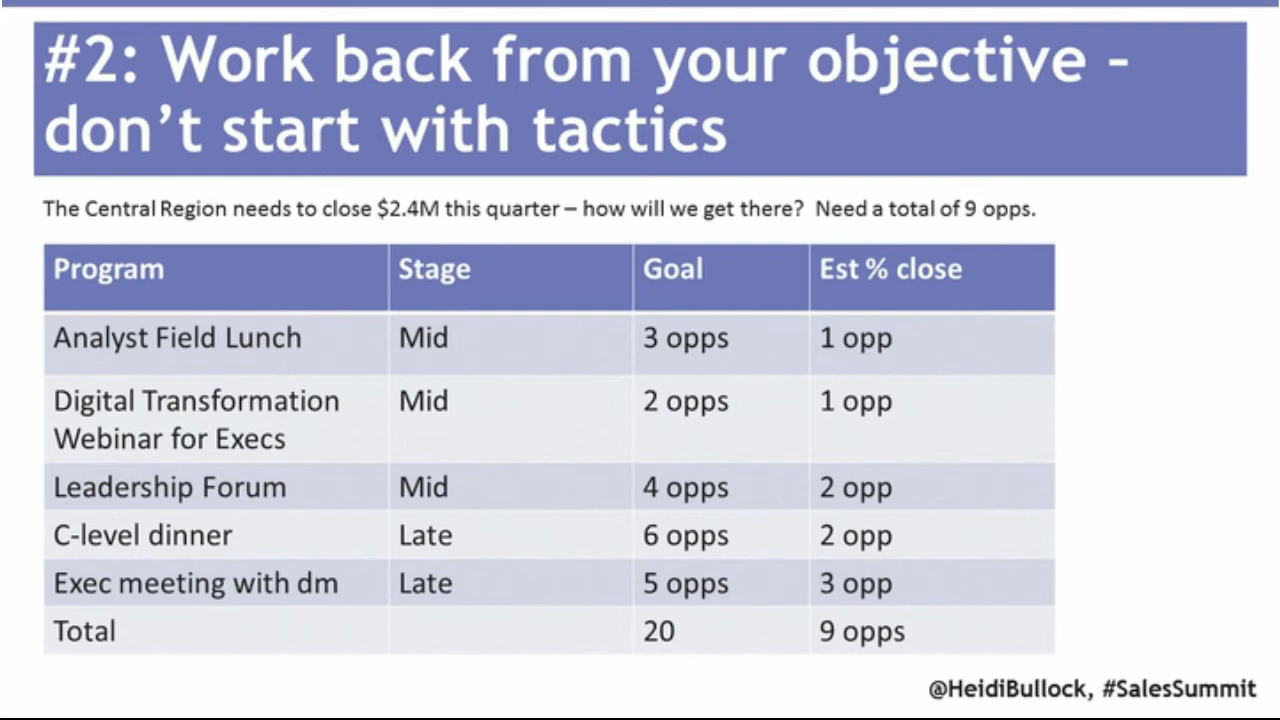 #2: Work back from your objective –
don't start with tactics
The Central Region needs to close $2.4M this quarter – how will we get there?  Need a total of 9 opps.
Program Stage Goal Est % close
Analyst Field Lunch Mid 3 opps 1 opp
Digital Transformation Mid 2 opps 1 opp
Webinar for Execs
Leadership Forum Mid 4 opps 2 opp
C-level dinner Late 6 opps 2 opp
Exec meeting with dm Late 5 opps 3 opp
Total 20 9 opps
@HeidiBullock, #SalesSummit